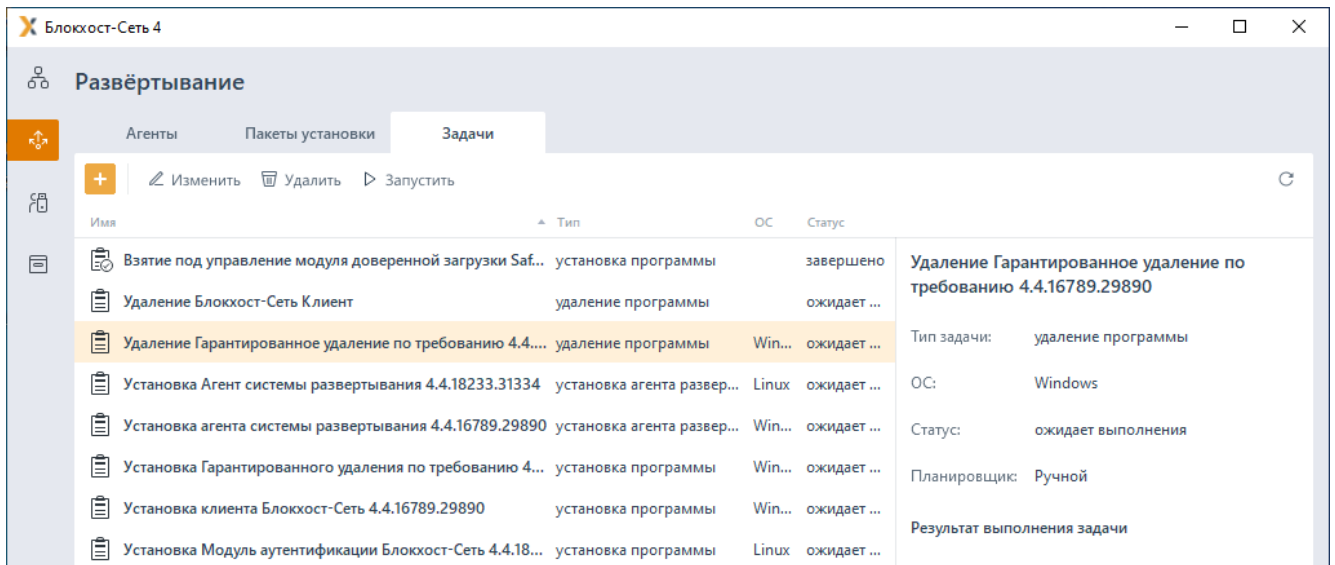 Блокхост-Сеть 4
Развёртывание
Агенты Пакеты установки Задачи
+ Изменить Удалить Запустить
Имя Тип ОС Статус
Взятие под управление модуля доверенной загрузки Saf... установка программы завершено
Удаление Блокхост-Сеть Клиент удаление программы ожидает ...
Удаление Гарантированное удаление по требованию 4.4.... удаление программы Win... ожидает ...
Установка Агент системы развертывания 4.4.18233.31334 установка агента развер... Linux ожидает ...
Установка агента системы развертывания 4.4.16789.29890 установка агента развер... Win... ожидает ...
Установка Гарантированного удаления по требованию 4... установка программы Win... ожидает ...
Установка клиента Блокхост-Сеть 4.4.16789.29890 установка программы Win... ожидает ...
Установка Модуль аутентификации Блокхост-Сеть 4.4.18... установка программы Linux ожидает ...
Удаление Гарантированное удаление по
требованию 4.4.16789.29890
Тип задачи: удаление программы
ОС: Windows
Статус: ожидает выполнения
Планировщик: Ручной
Результат выполнения задачи